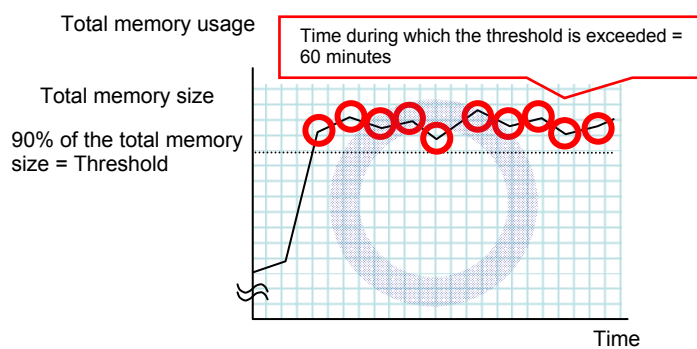 Total memory usage
Time during which the threshold is exceeded =
60 minutes
Total memory size
90% of the total memory
size = Threshold
Time